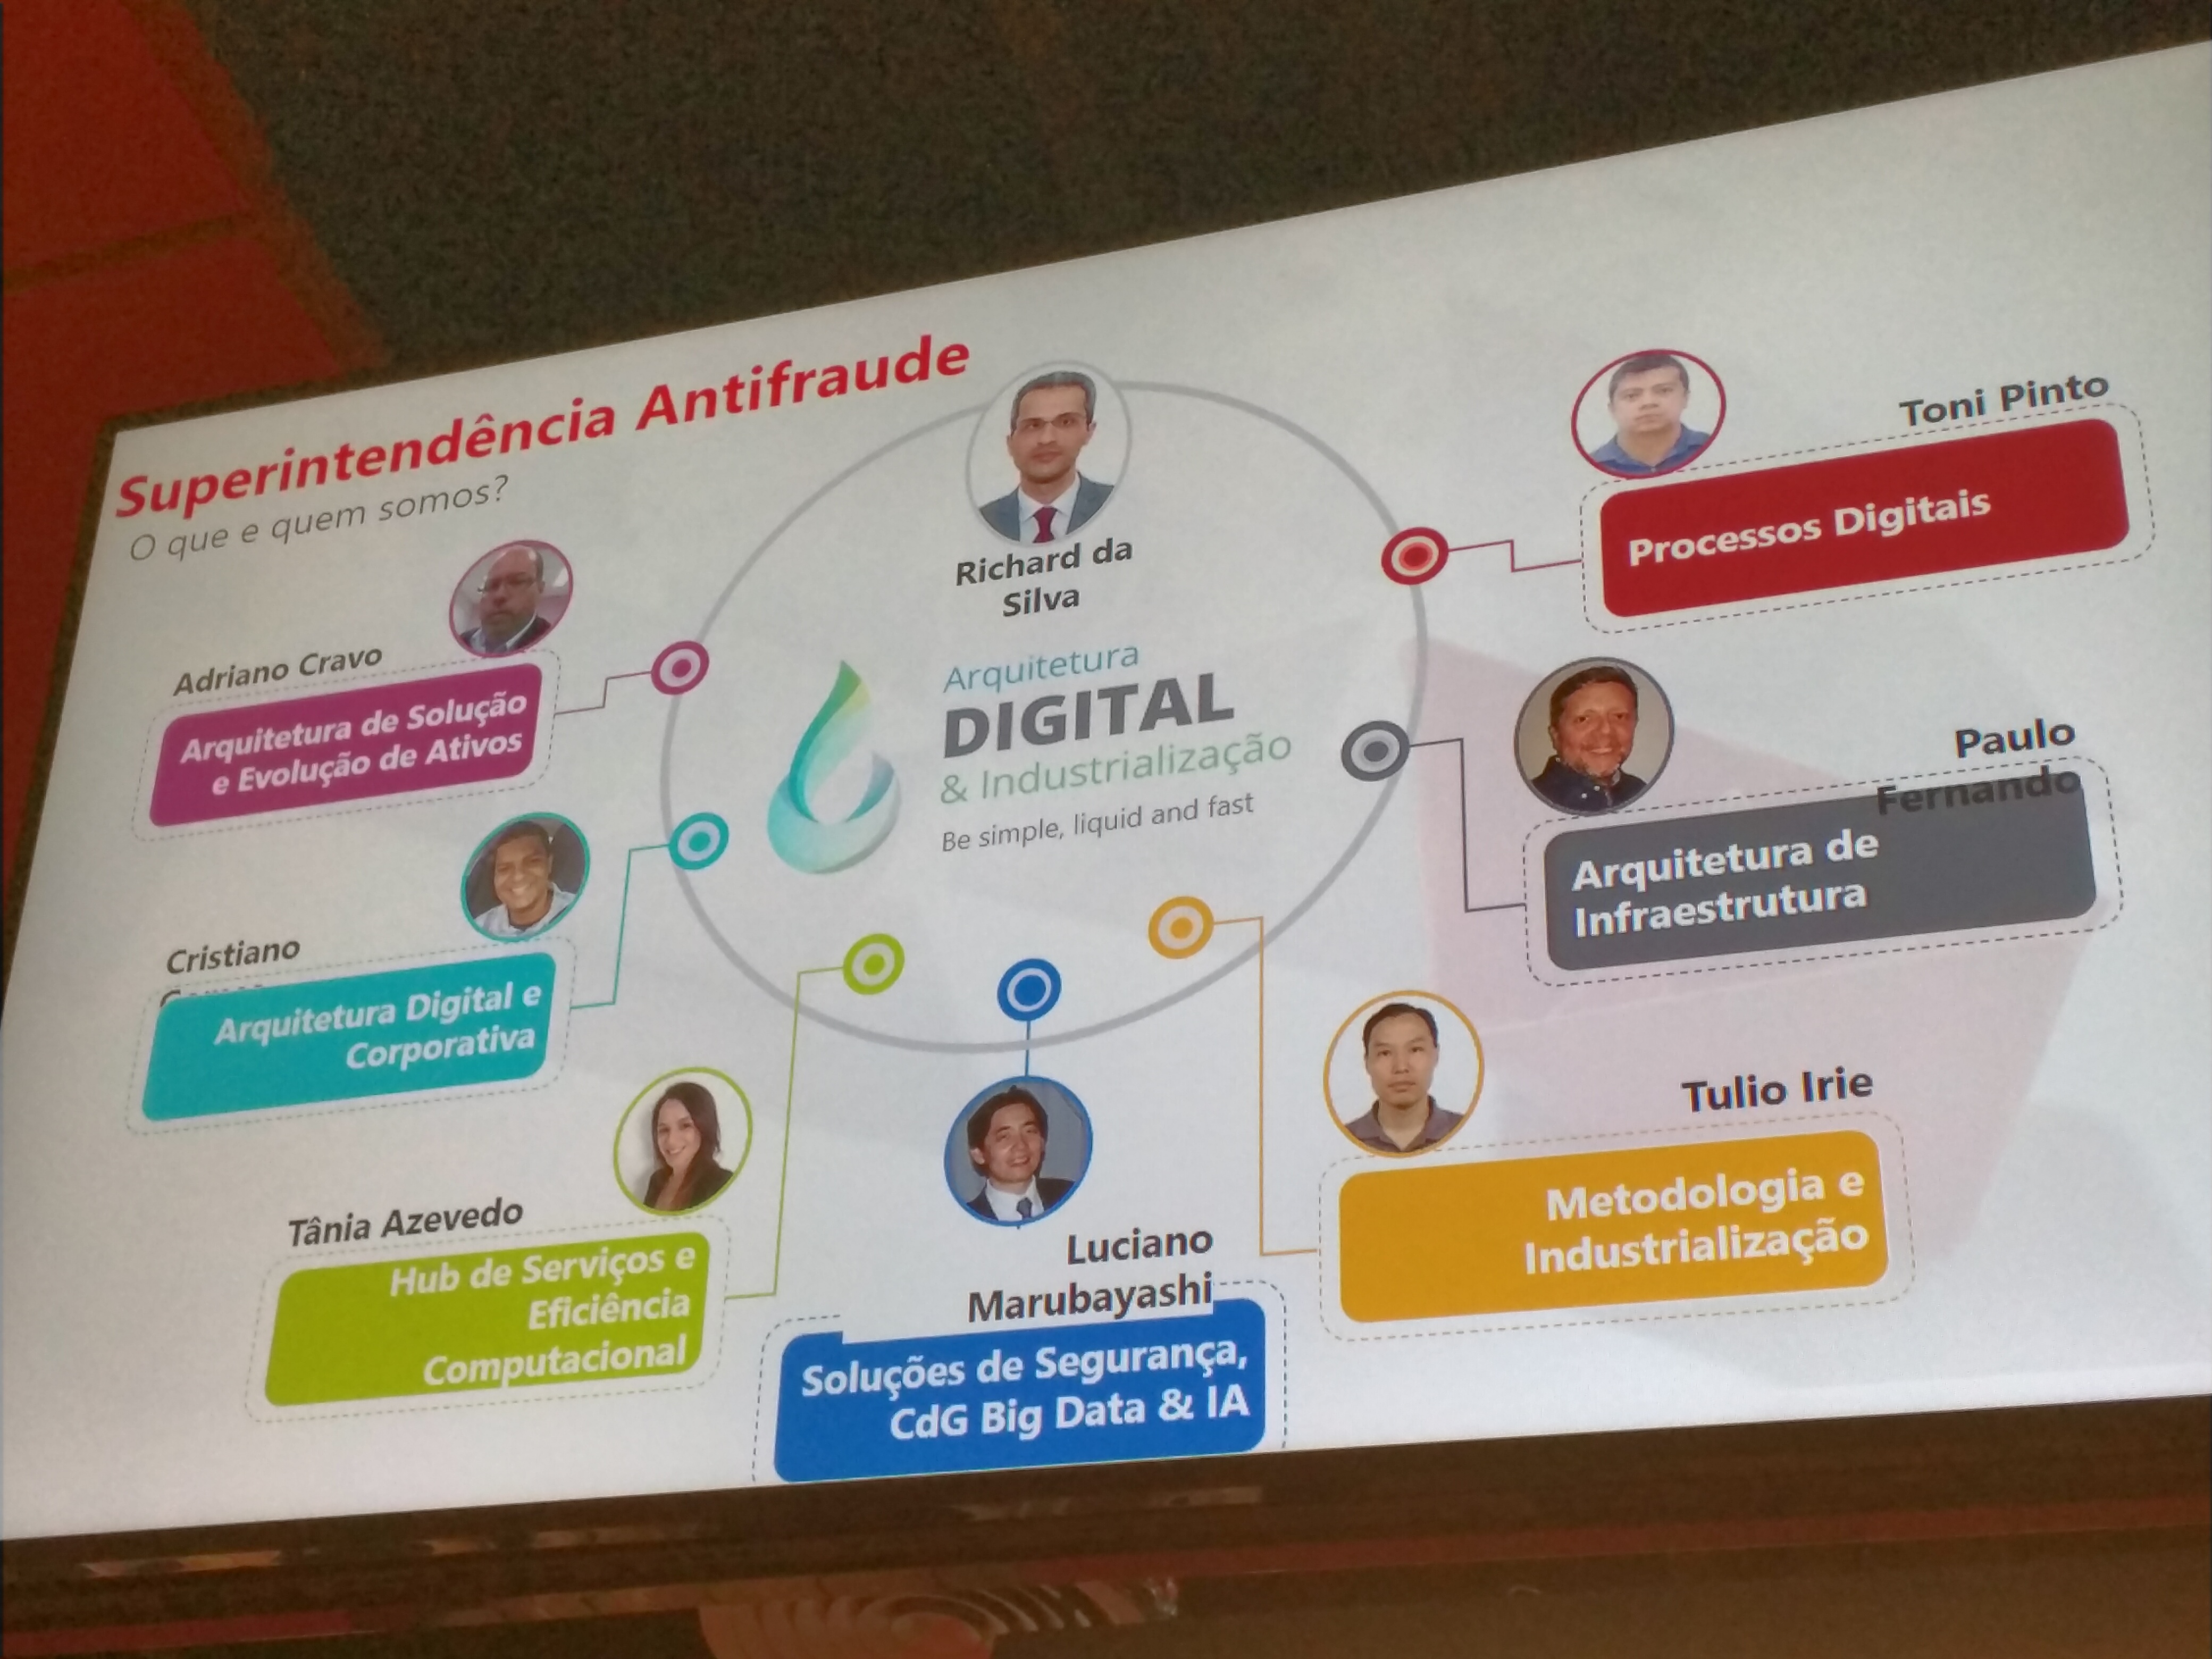 Superintendência Antifraude
O que e quem somos?
Richard da
Silva
Arquitetura
DIGITAL
& Industrialização
Be simple, liquid and fast
Adriano Cravo
Arquitetura de Solução
e Evolução de Ativos
Cristiano
Arquitetura Digital e
Corporativa
Tânia Azevedo
Hub de Serviços e
Eficiência
Computacional
Luciano
Marubayashi
Soluções de Segurança,
CdG Big Data & IA
Toni Pinto
Processos Digitais
Paulo
Fernando
Arquitetura de
Infraestrutura
Tulio Irie
Metodologia e
Industrialização